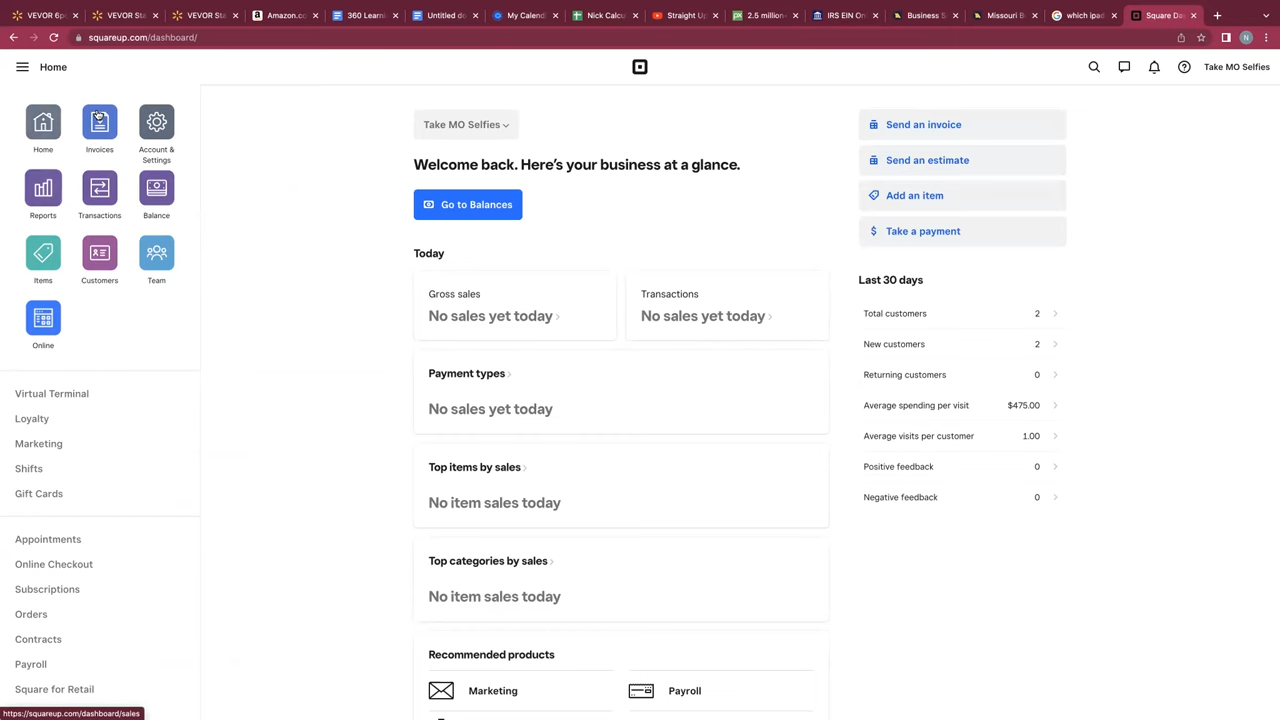 VEVOR 6pc
VEVOR Sta
VEVOR Sta
Amazon.co
360 Learni
Untitled do
My Calend
Nick Calcu
Straight Up
2.5 million+
IRS EIN On
Business S
Missouri B
which ipad
Square Da
squareup.com/dashboard/
N
Home
Take MO Selfies
Home
Invoices
Account &
Settings
Reports
Transactions
Balance
Items
Customers
Team
Online
Virtual Terminal
Loyalty
Marketing
Shifts
Gift Cards
Appointments
Online Checkout
Subscriptions
Orders
Contracts
Payroll
Square for Retail
https://squareup.com/dashboard/sales
Take MO Selfies
Welcome back. Here's your business at a glance.
Go to Balances
Today
Gross sales
No sales yet today
Transactions
No sales yet today
Payment types
No sales yet today
Top items by sales
No item sales today
Top categories by sales
No item sales today
Recommended products
Marketing
Payroll
Send an invoice
Send an estimate
Add an item
$ Take a payment
Last 30 days
Total customers 2
New customers 2
Returning customers 0
Average spending per visit $475.00
Average visits per customer 1.00
Positive feedback 0
Negative feedback 0